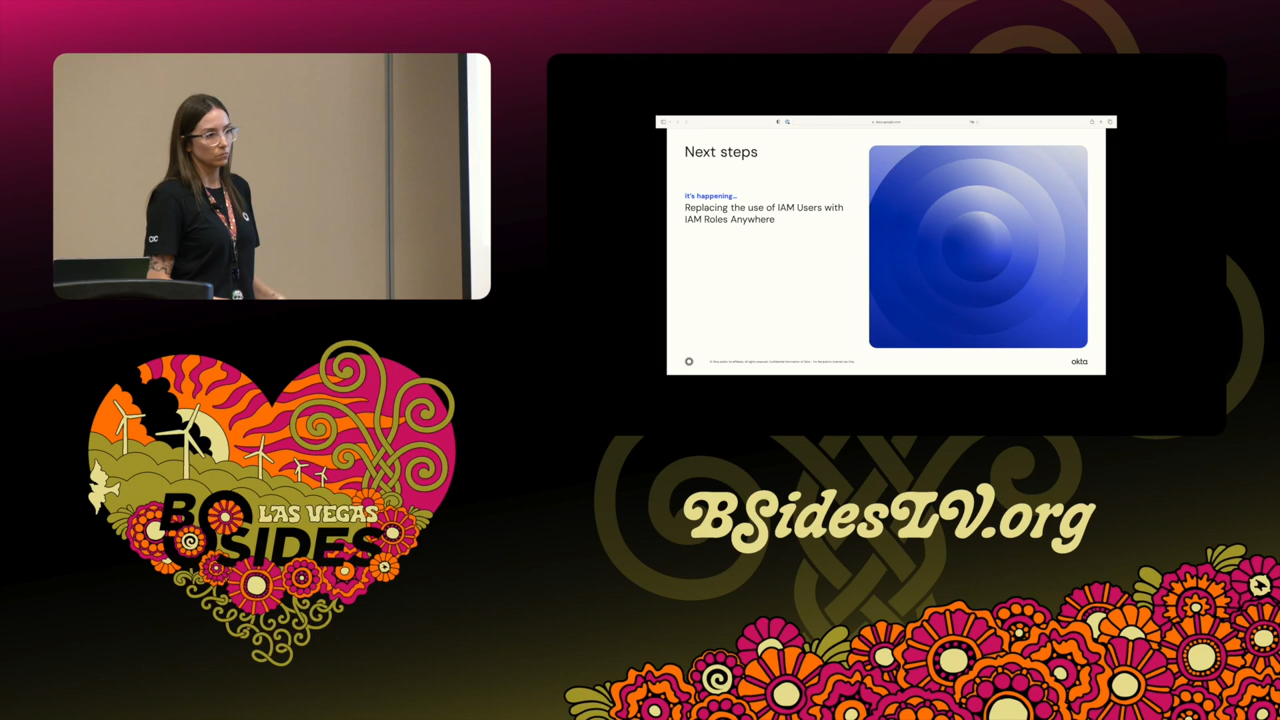 Next steps
it's happening...
Replacing the use of IAM Users with
IAM Roles Anywhere
okta
BSIDES
LAS VEGAS
BSidesLV.org